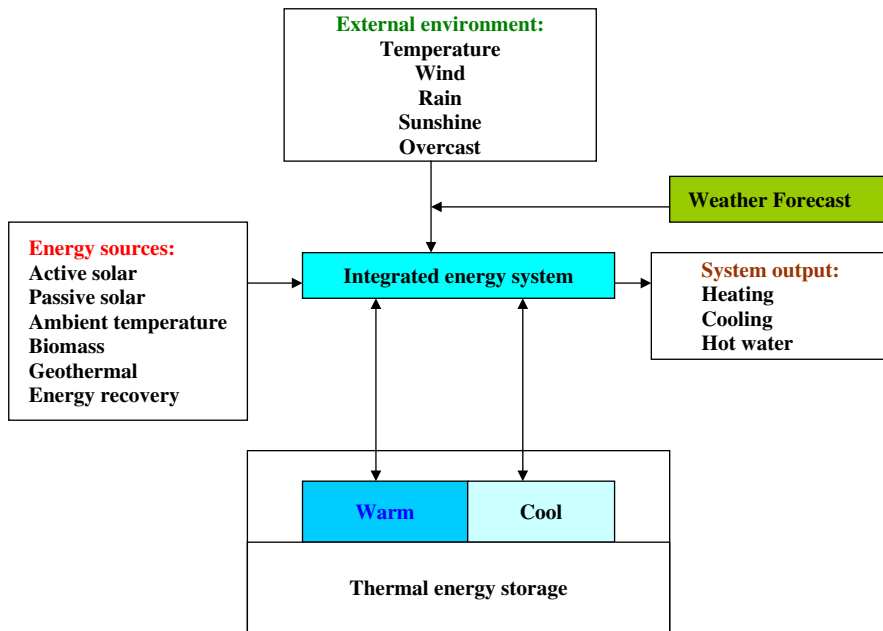 External environment:
Temperature
Wind
Rain
Sunshine
Overcast
Weather Forecast
Energy sources:
Active solar
Passive solar
Ambient temperature
Biomass
Geothermal
Energy recovery
Integrated energy system
System output:
Heating
Cooling
Hot water
Warm
Cool
Thermal energy storage